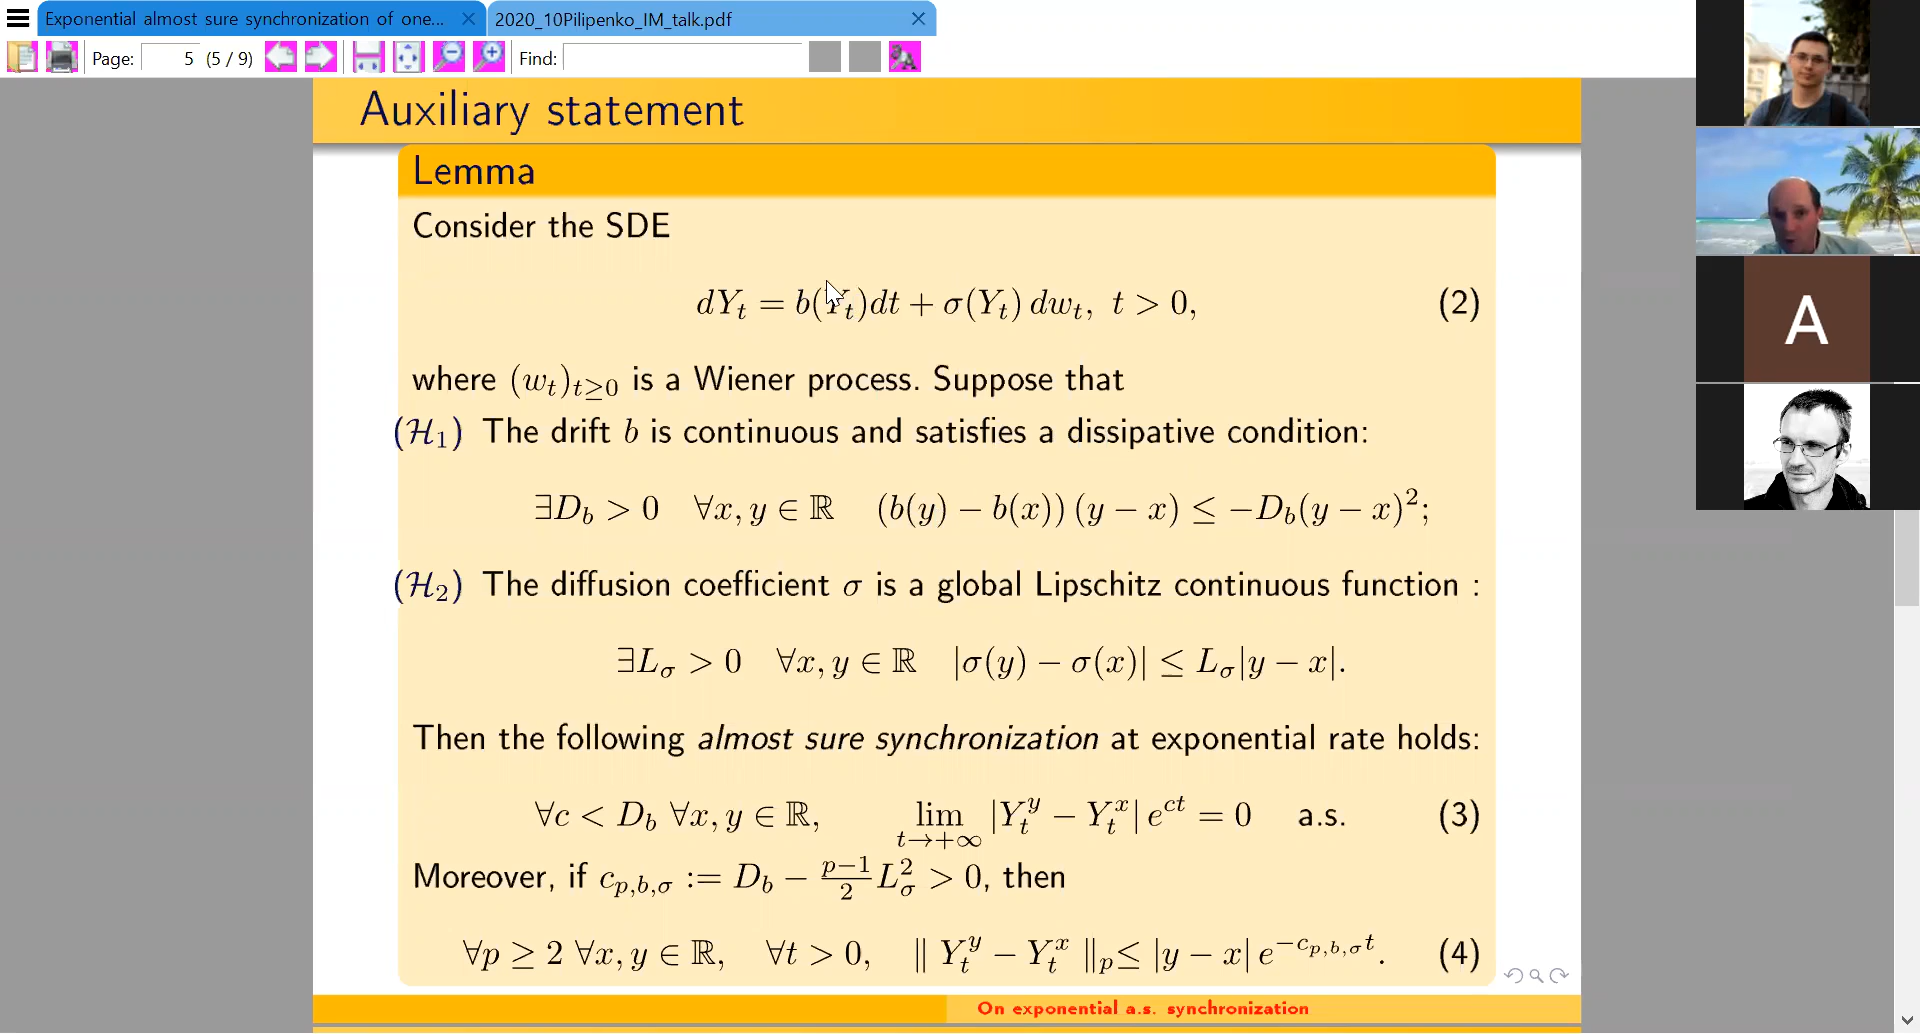 Exponential almost sure synchronization of one...
2020_10Pilipenko_IM_talk.pdf
Page: 5 (5 / 9) Find:
Auxiliary statement
Lemma
Consider the SDE
dY_t = b(Y_t)dt + σ(Y_t) dw_t, t > 0, (2)
where (w_t)_{t≥0} is a Wiener process. Suppose that
(ℋ_1) The drift b is continuous and satisfies a dissipative condition:
∃D_b > 0 ∀x, y ∈ ℝ (b(y) − b(x)) (y − x) ≤ −D_b(y − x)^2;
(ℋ_2) The diffusion coefficient σ is a global Lipschitz continuous function :
∃L_σ > 0 ∀x, y ∈ ℝ |σ(y) − σ(x)| ≤ L_σ|y − x|.
Then the following almost sure synchronization at exponential rate holds:
∀c < D_b ∀x, y ∈ ℝ, lim_{t→+∞} |Y_t^y − Y_t^x| e^{ct} = 0 a.s. (3)
Moreover, if c_{p,b,σ} := D_b − \frac{p−1}{2} L_σ^2 > 0, then
∀p ≥ 2 ∀x, y ∈ ℝ, ∀t > 0, ‖ Y_t^y − Y_t^x ‖_p ≤ |y − x| e^{−c_{p,b,σ}t}. (4)
On exponential a.s. synchronization
A